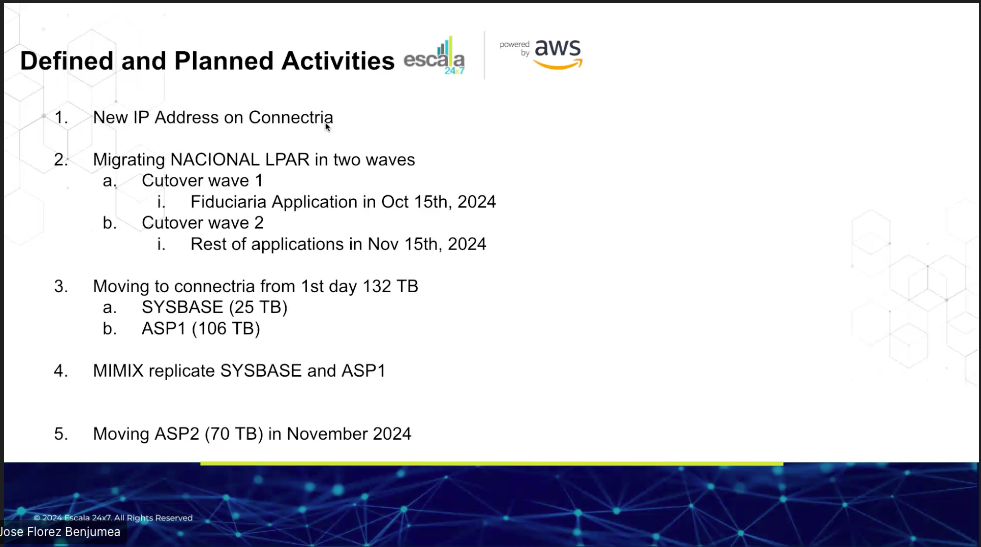 Defined and Planned Activities
escala
24x7
powered
by
aws
1. New IP Address on Connectria
2. Migrating NACIONAL LPAR in two waves
a. Cutover wave 1
i. Fiduciaria Application in Oct 15th, 2024
b. Cutover wave 2
i. Rest of applications in Nov 15th, 2024
3. Moving to connectria from 1st day 132 TB
a. SYSBASE (25 TB)
b. ASP1 (106 TB)
4. MIMIX replicate SYSBASE and ASP1
5. Moving ASP2 (70 TB) in November 2024
© 2024 Escala 24x7. All Rights Reserved
Jose Florez Benjumea